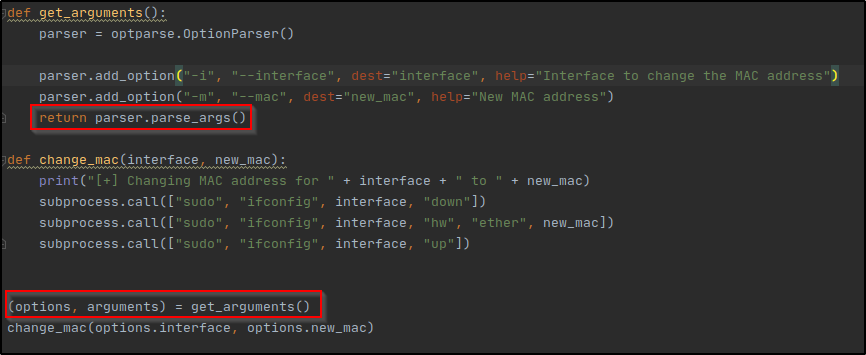 def get_arguments():
    parser = optparse.OptionParser()
    parser.add_option("-i", "--interface", dest="interface", help="Interface to change the MAC address")
    parser.add_option("-m", "--mac", dest="new_mac", help="New MAC address")
    return parser.parse_args()
def change_mac(interface, new_mac):
    print("[+] Changing MAC address for " + interface + " to " + new_mac)
    subprocess.call(["sudo", "ifconfig", interface, "down"])
    subprocess.call(["sudo", "ifconfig", interface, "hw", "ether", new_mac])
    subprocess.call(["sudo", "ifconfig", interface, "up"])
(options, arguments) = get_arguments()
change_mac(options.interface, options.new_mac)